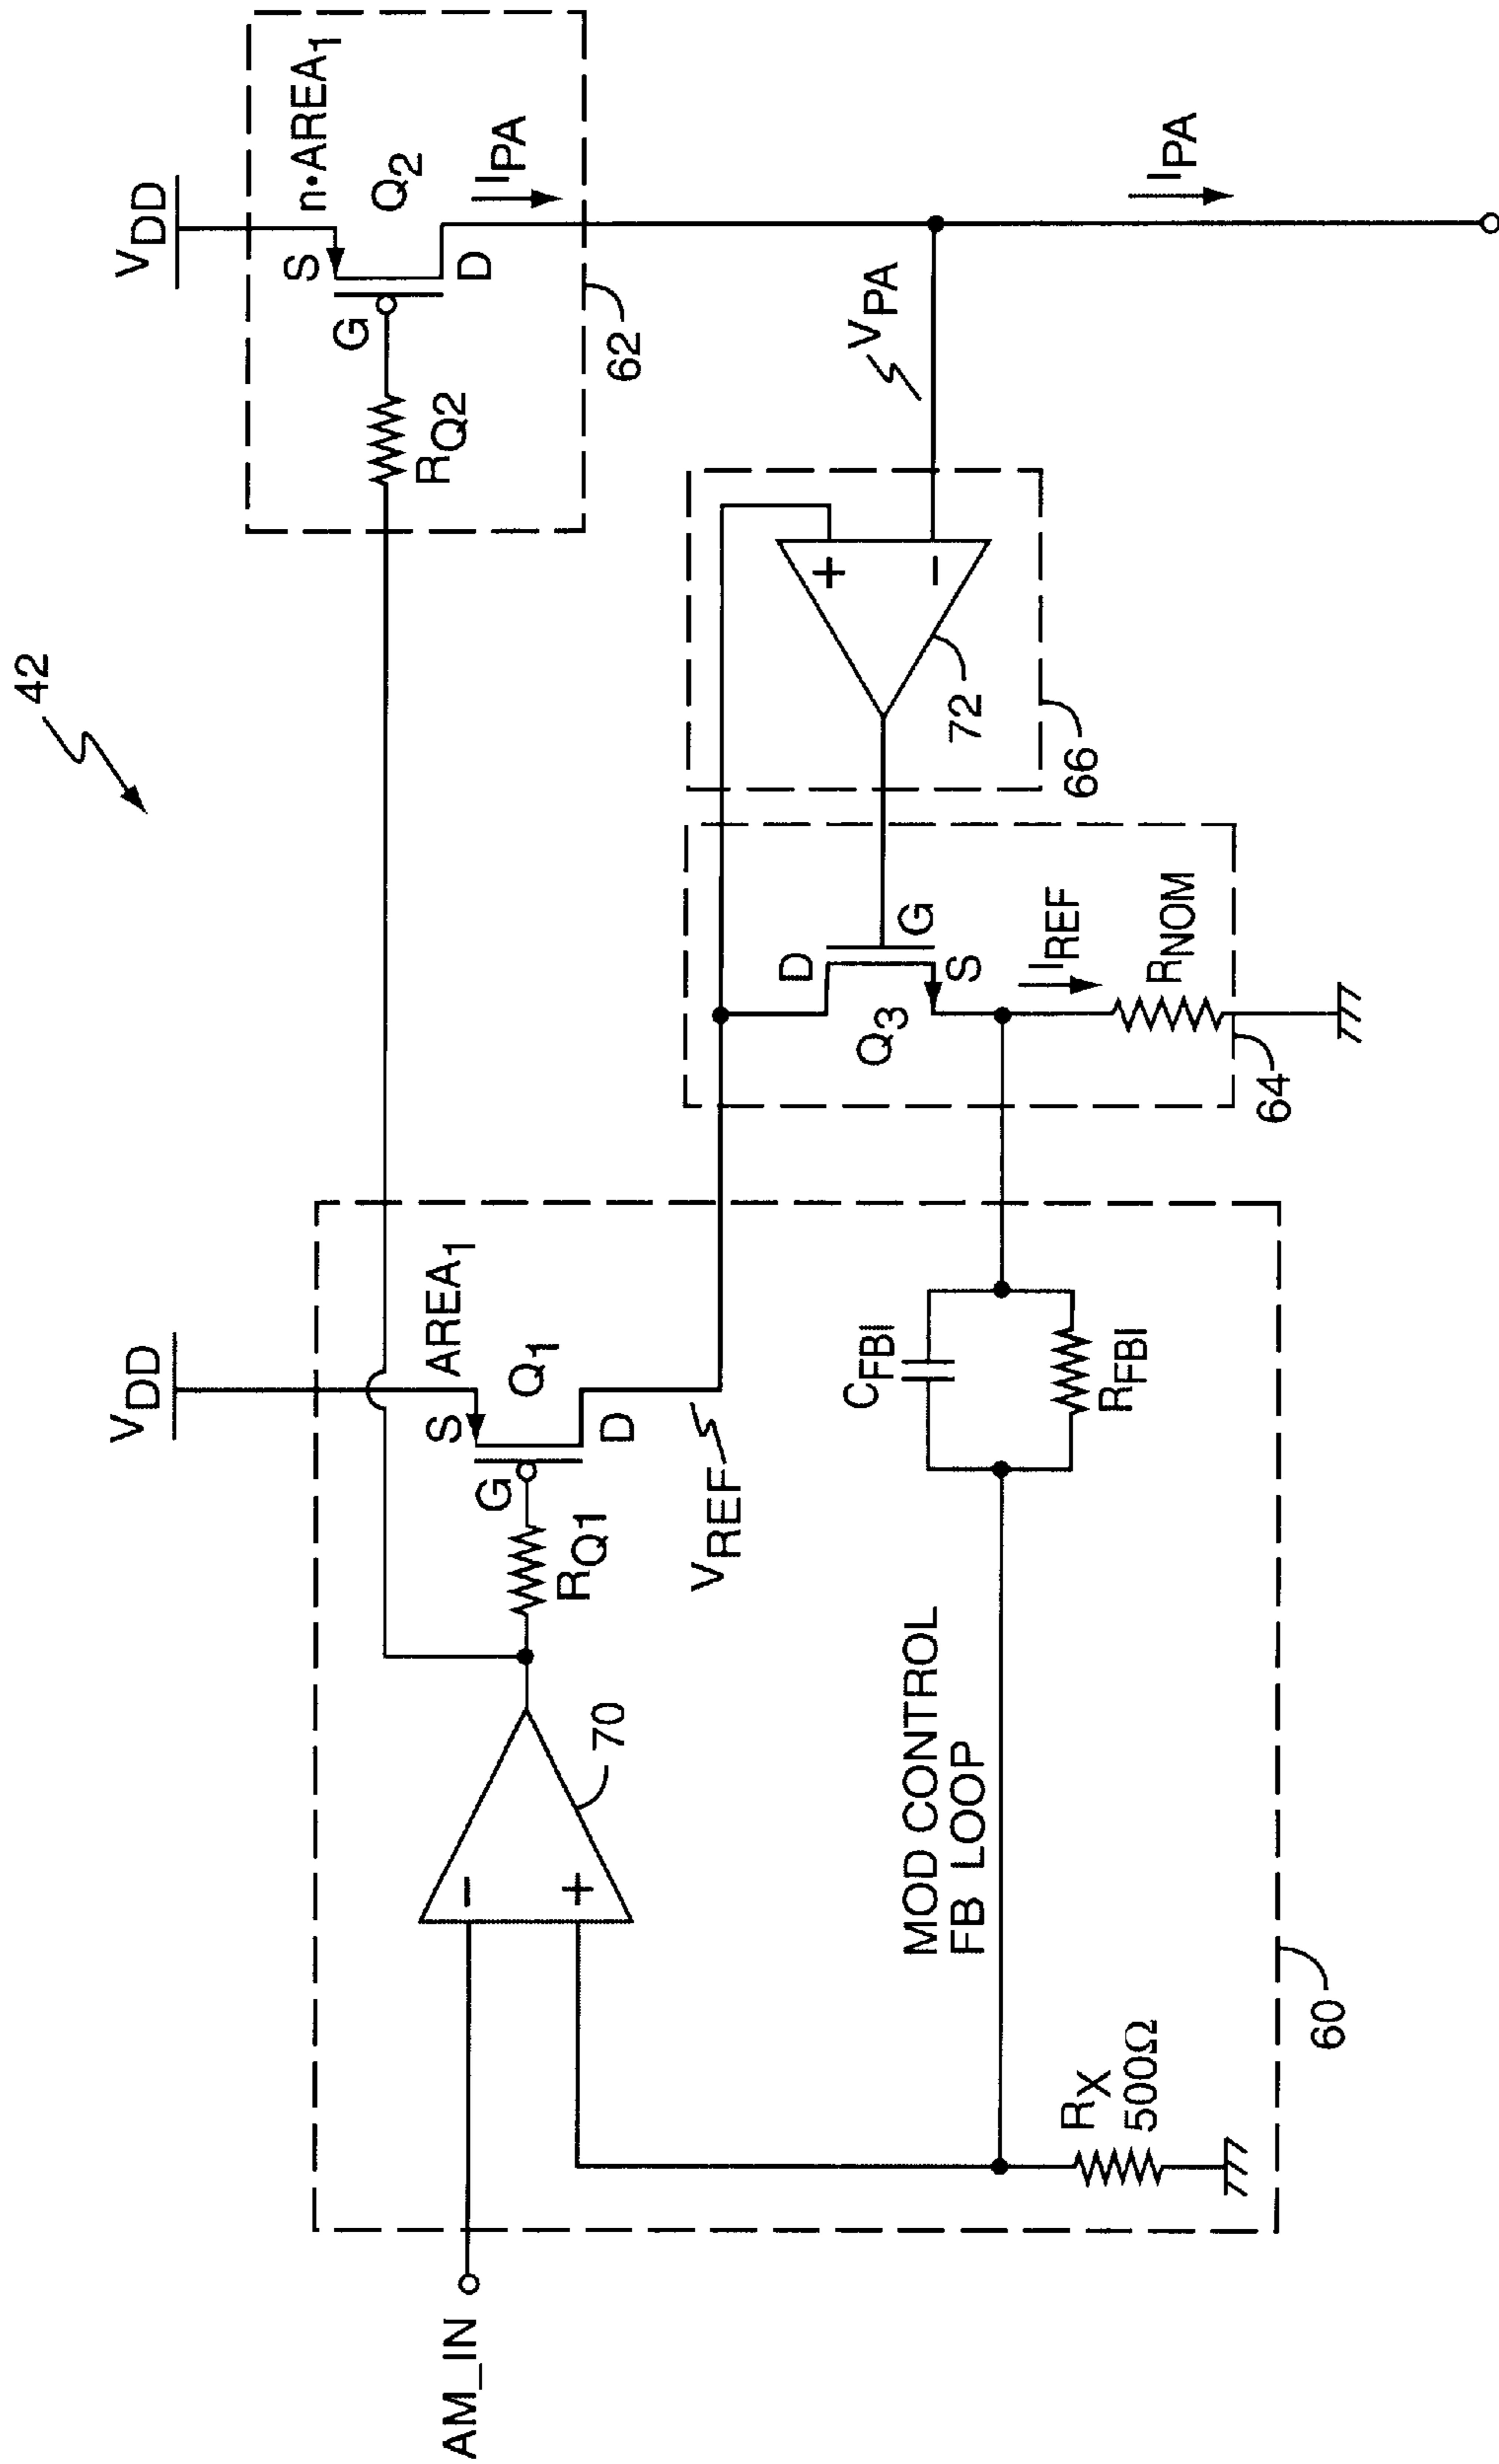 42
VDD
n•AREA1
S
Q2
G
D
IPA
RQ2
62
VPA
IPA
VDD
AREA1
S
Q1
G
D
RQ1
VREF
70
−
+
AM_IN
+
−
72
66
D
G
Q3
S
IREF
RNOM
64
CFBI
RFBI
MOD CONTROL
FB LOOP
RX
500Ω
60